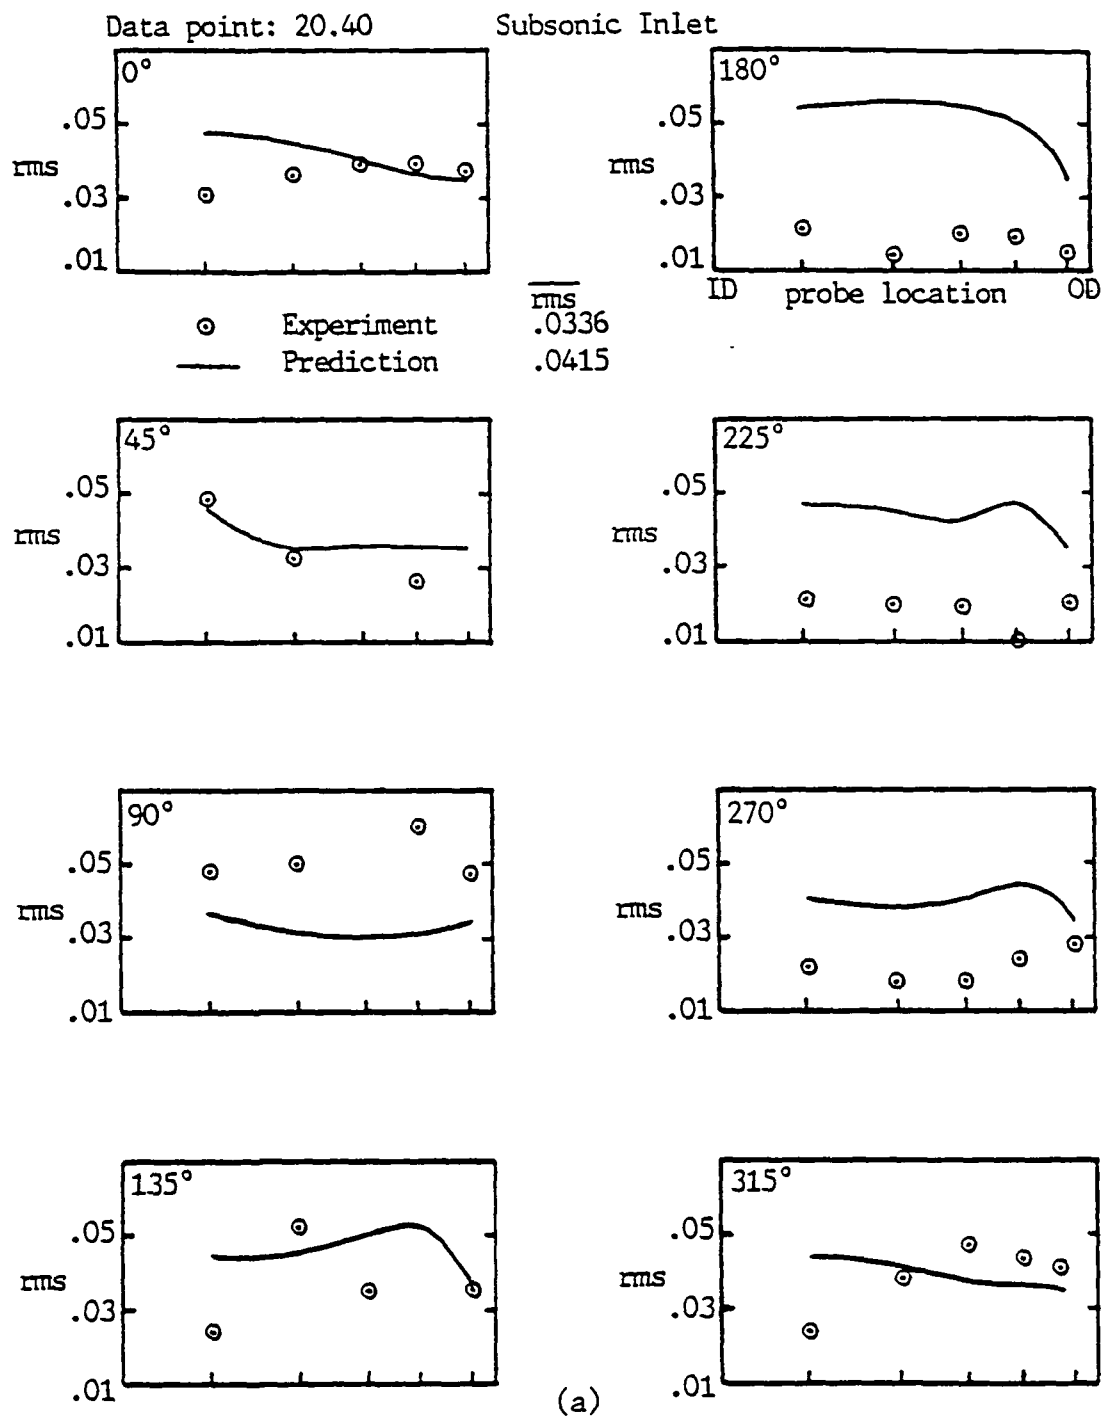 Data point: 20.40 Subsonic Inlet
0°
.05
rms
.03
.01
180°
.05
rms
.03
.01
ID probe location OD
rms
Experiment .0336
Prediction .0415
45°
.05
rms
.03
.01
225°
.05
rms
.03
.01
90°
.05
rms
.03
.01
270°
.05
rms
.03
.01
135°
.05
rms
.03
.01
315°
.05
rms
.03
.01
(a)